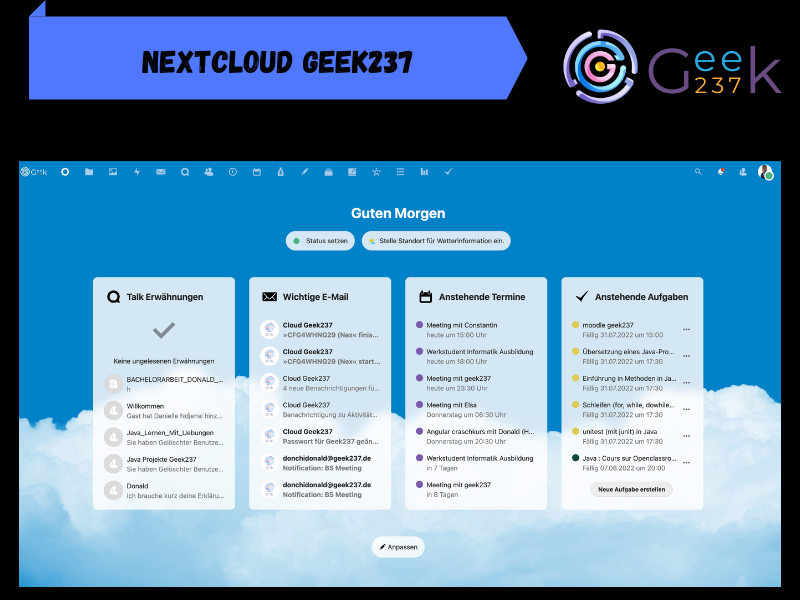 NEXTCLOUD GEEK237
Geek
237
Guten Morgen
Status setzen
Stelle Standort für Wetterinformation ein.
Talk Erwähnungen
Keine ungelesenen Erwähnungen
BACHELORARBEIT_DONALD_...
h
Willkommen
Gast hat Danielle Ndjensi hinz...
Java_Lernen_Mit_Uebungen
Sie haben Gelöschter Benutze...
Java Projekte Geek237
Sie haben Gelöschter Benutze...
Donald
ich brauche kurz deine Erkläru...
Wichtige E-Mail
Cloud Geek237
»CFG4WHNG29 (Nex« finis...
Cloud Geek237
»CFG4WHNG29 (Nex« start...
Cloud Geek237
4 neue Benachrichtigungen fü...
Cloud Geek237
Benachrichtigung zu Aktivität...
Cloud Geek237
Passwort für Geek237 geän...
donchidonald@geek237.de
Notification: BS Meeting
donchidonald@geek237.de
Notification: BS Meeting
Anstehende Termine
Meeting mit Constantin
heute um 15:00 Uhr
Werkstudent Informatik Ausbildung
heute um 18:00 Uhr
Meeting mit geek237
heute um 23:30 Uhr
Meeting mit Elsa
Donnerstag um 06:30 Uhr
Angular craschkurs mit Donald (H...
Donnerstag um 20:30 Uhr
Werkstudent Informatik Ausbildung
in 7 Tagen
Meeting mit geek237
in 8 Tagen
Anstehende Aufgaben
moodle geek237
Fällig 31.07.2022 um 15:00
Übersetzung eines Java-Pro...
Fällig 31.07.2022 um 17:30
Einführung in Methoden in Ja...
Fällig 31.07.2022 um 17:30
Schleifen (for, while, dowhile...
Fällig 31.07.2022 um 17:30
unitest (mit junit) in Java
Fällig 31.07.2022 um 17:30
Java : Cours sur Openclassro...
Fällig 07.08.2022 um 20:00
Neue Aufgabe erstellen
Anpassen